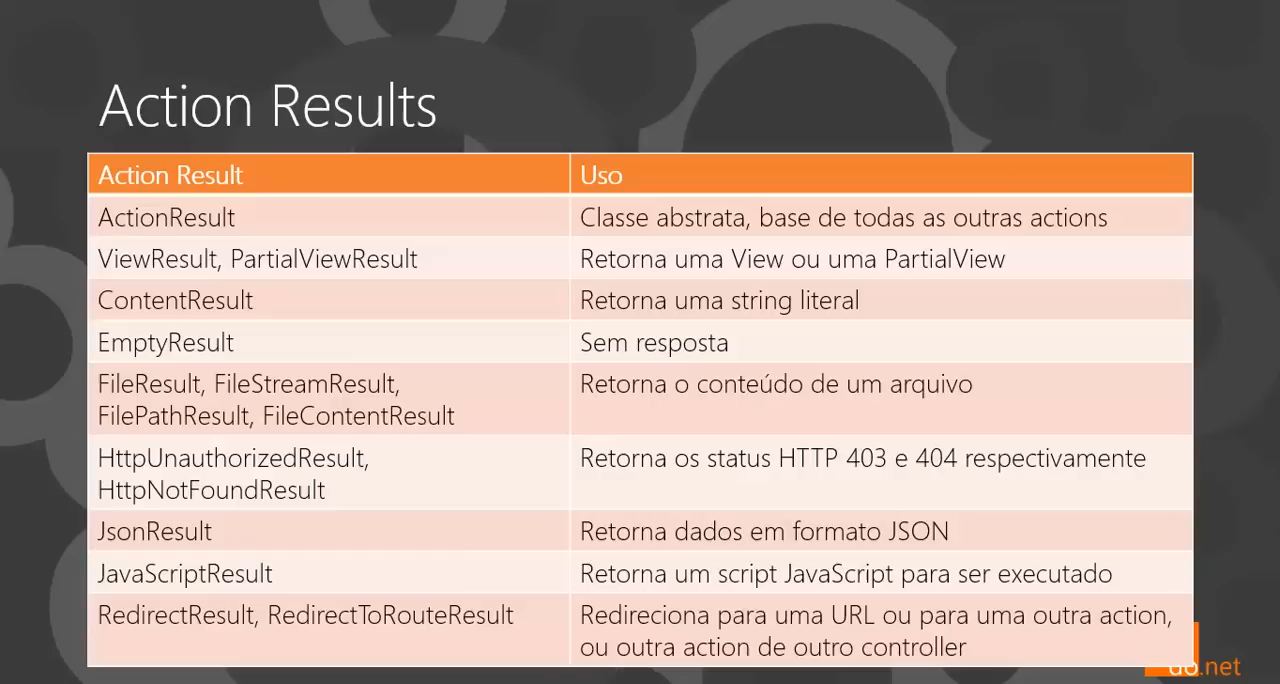 Action Results
Action Result
Uso
ActionResult
Classe abstrata, base de todas as outras actions
ViewResult, PartialViewResult
Retorna uma View ou uma PartialView
ContentResult
Retorna uma string literal
EmptyResult
Sem resposta
FileResult, FileStreamResult,
FilePathResult, FileContentResult
Retorna o conteúdo de um arquivo
HttpUnauthorizedResult,
HttpNotFoundResult
Retorna os status HTTP 403 e 404 respectivamente
JsonResult
Retorna dados em formato JSON
JavaScriptResult
Retorna um script JavaScript para ser executado
RedirectResult, RedirectToRouteResult
Redireciona para uma URL ou para uma outra action,
ou outra action de outro controller
.net